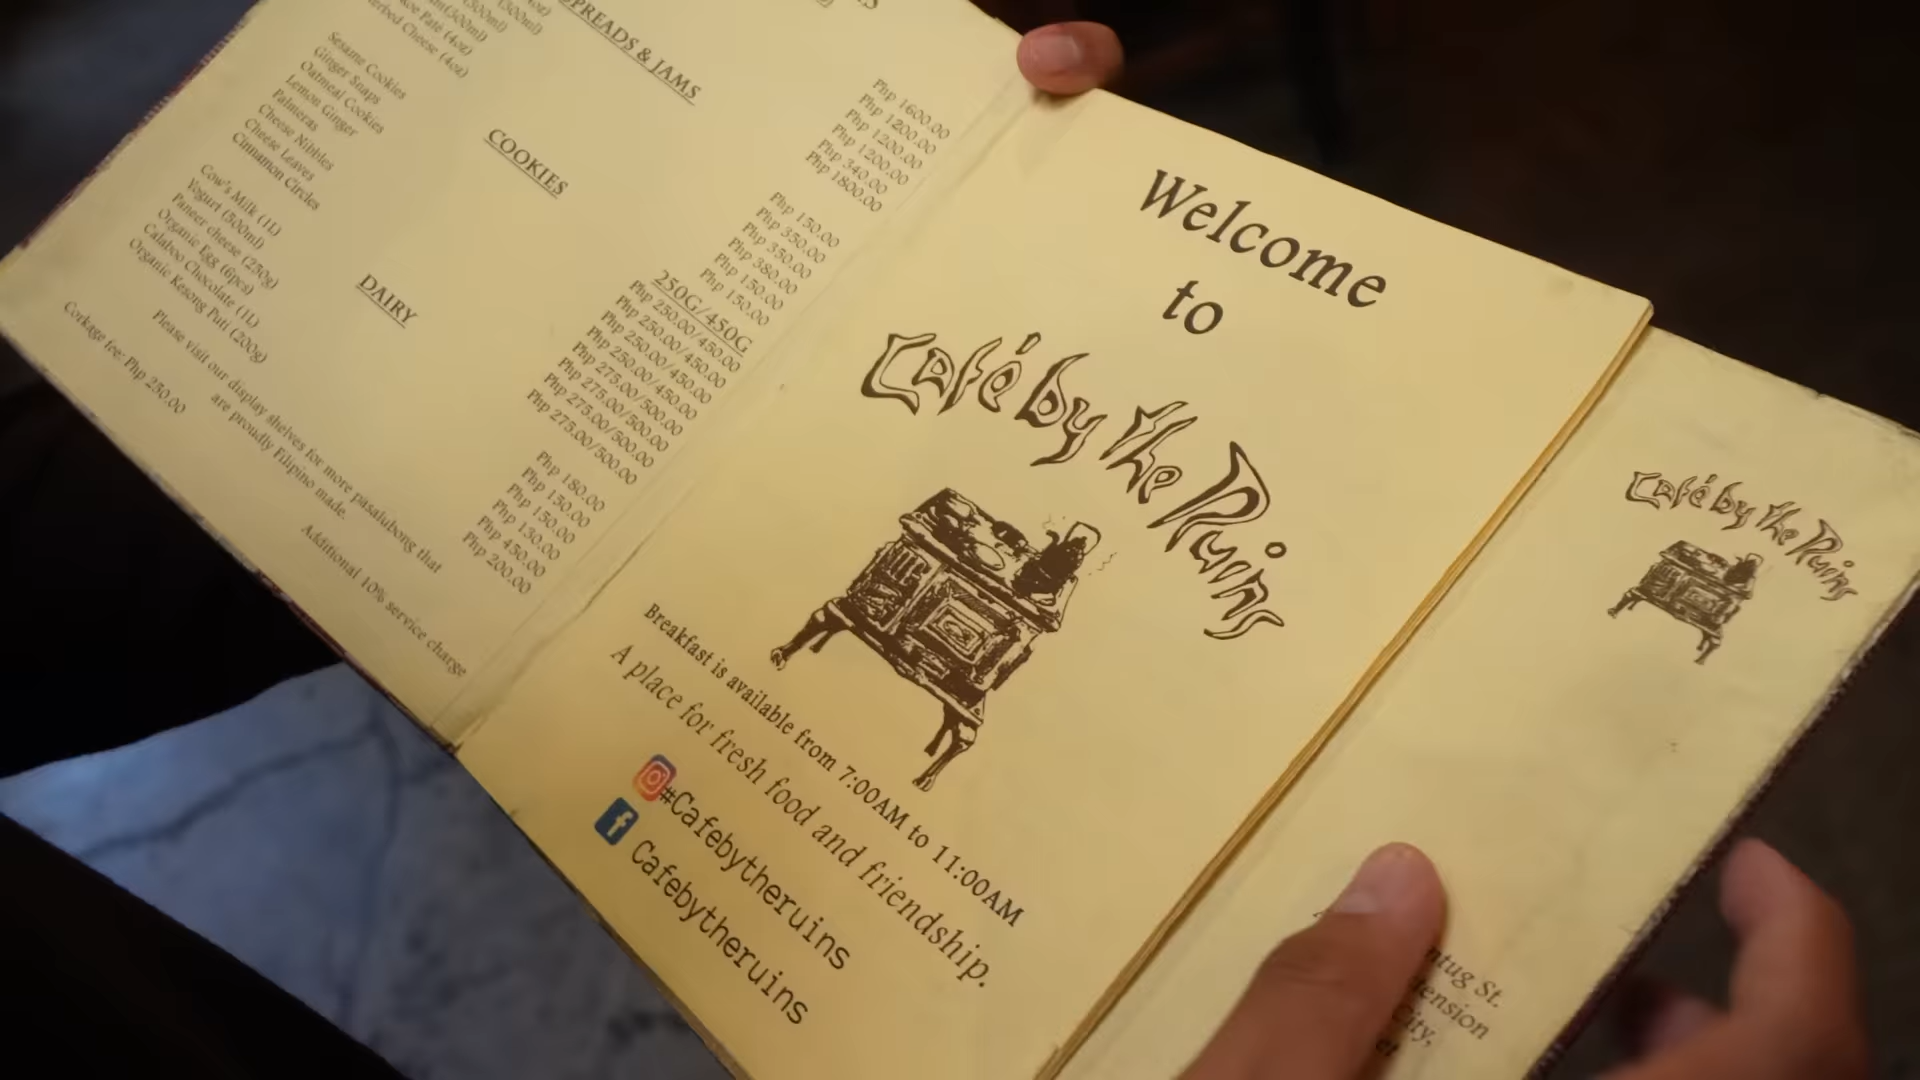 SPREADS & JAMS
COOKIES
Sesame Cookies
Ginger Snaps
Oatmeal Cookies
Lemon Ginger
Palmeras
Cheese Nibbles
Cheese Leaves
Cinnamon Circles
DAIRY
Cow's Milk (1L)
Yogurt (500ml)
Paneer cheese (250g)
Organic Egg (6pcs)
Calaboo Chocolate (1L)
Organic Kesong Puti (200g)
Php 1600.00
Php 1200.00
Php 1200.00
Php 1200.00
Php 340.00
Php 1800.00
Php 150.00
Php 350.00
Php 350.00
Php 380.00
Php 150.00
Php 150.00
250G/450G
Php 250.00/450.00
Php 250.00/450.00
Php 250.00/450.00
Php 250.00/450.00
Php 275.00/500.00
Php 275.00/500.00
Php 275.00/500.00
Php 275.00/500.00
Php 180.00
Php 150.00
Php 150.00
Php 130.00
Php 450.00
Php 200.00
Please visit our display shelves for more pasalubong that
are proudly Filipino made.
Corkage fee: Php 250.00
Additional 10% service charge
Welcome
to
Café by the Ruins
Breakfast is available from 7:00AM to 11:00AM
A place for fresh food and friendship.
#Cafebytheruins
Cafebytheruins
Café by the Ruins
St.
City,